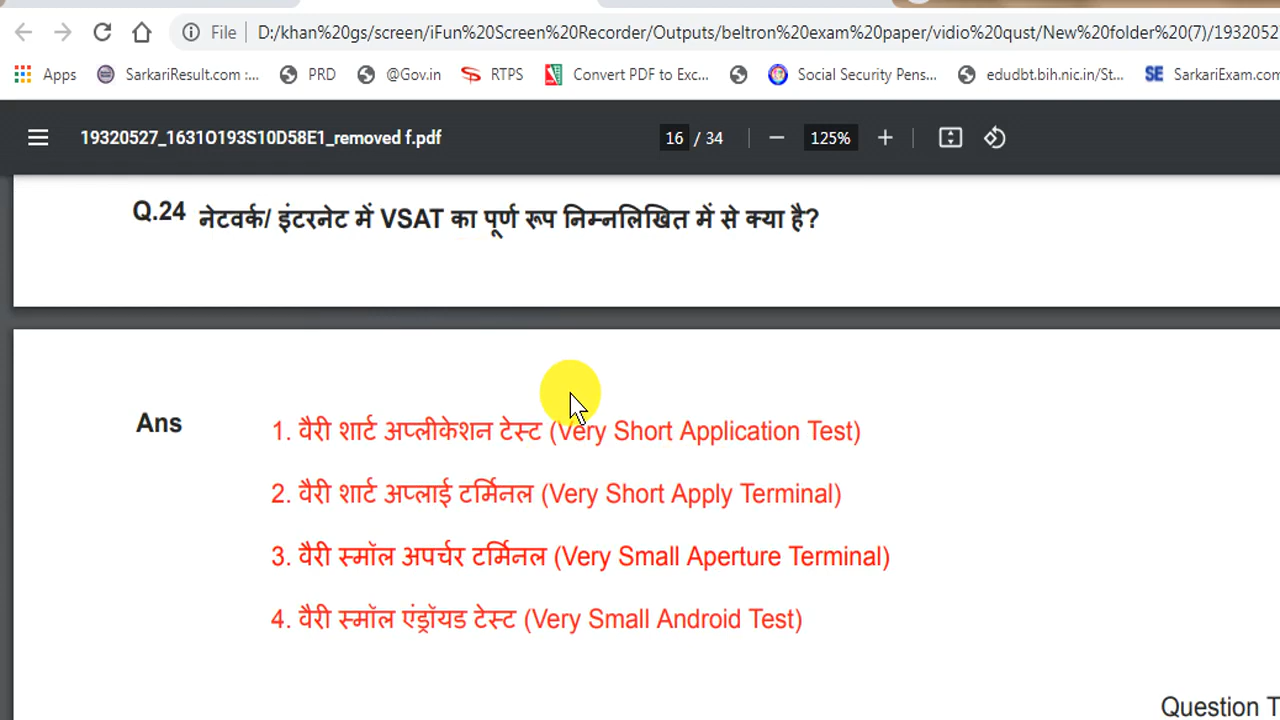 File D:/khan%20gs/screen/iFun%20Screen%20Recorder/Outputs/beltron%20exam%20paper/vidio%20qust/New%20folder%20(7)/1932052
Apps SarkariResult.com :... PRD @Gov.in RTPS Convert PDF to Exc... Social Security Pens... edudbt.bih.nic.in/St... SE SarkariExam.com
19320527_1631O193S10D58E1_removed f.pdf 16 / 34 125%
Q.24 नेटवर्क/ इंटरनेट में VSAT का पूर्ण रूप निम्नलिखित में से क्या है?
Ans 1. वैरी शार्ट अप्लीकेशन टेस्ट (Very Short Application Test)
2. वैरी शार्ट अप्लाई टर्मिनल (Very Short Apply Terminal)
3. वैरी स्मॉल अपर्चर टर्मिनल (Very Small Aperture Terminal)
4. वैरी स्मॉल एंड्रॉयड टेस्ट (Very Small Android Test)
Question T